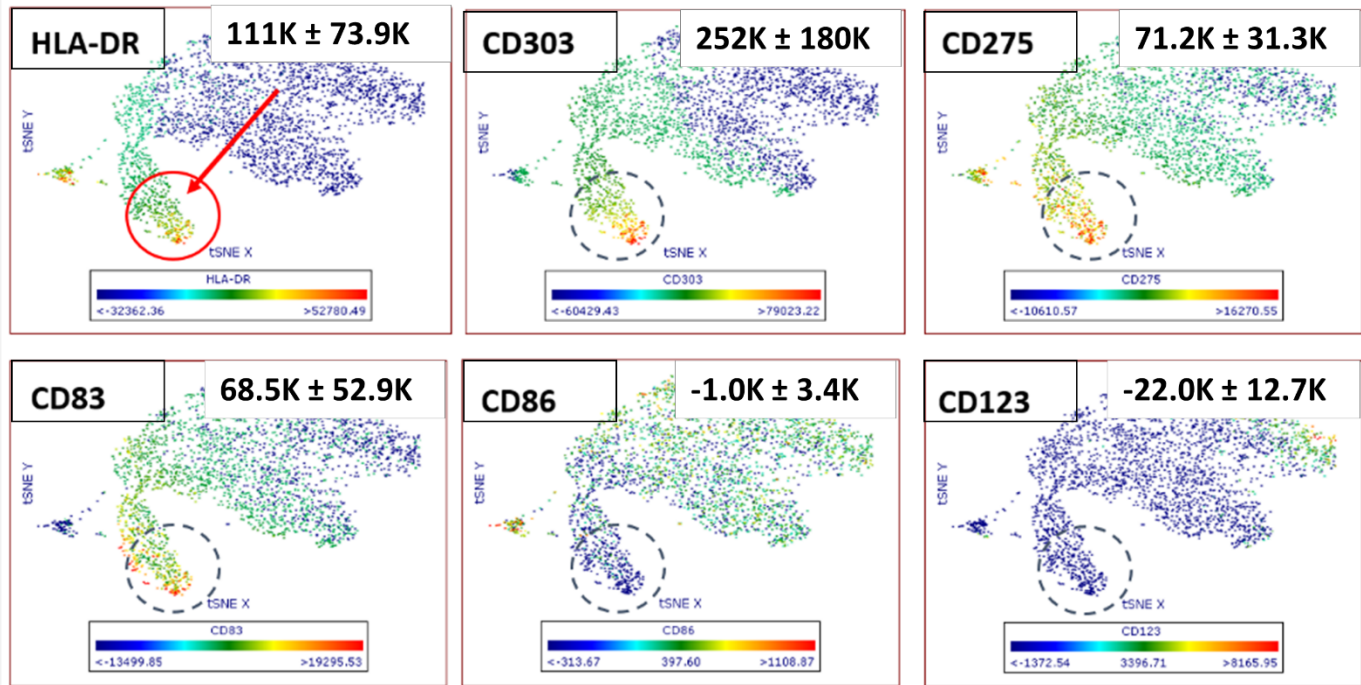 HLA-DR 111K ± 73.9K
tSNE Y
tSNE X
HLA-DR
<-32362.36 >52780.49
CD303 252K ± 180K
tSNE Y
tSNE X
CD303
<-60429.43 >79023.22
CD275 71.2K ± 31.3K
tSNE Y
tSNE X
CD275
<-10610.57 >16270.55
CD83 68.5K ± 52.9K
tSNE Y
tSNE X
CD83
<-13499.85 >19295.53
CD86 -1.0K ± 3.4K
tSNE Y
tSNE X
CD86
<-313.67 397.60 >1108.87
CD123 -22.0K ± 12.7K
tSNE Y
tSNE X
CD123
<-1372.54 3396.71 >8165.95